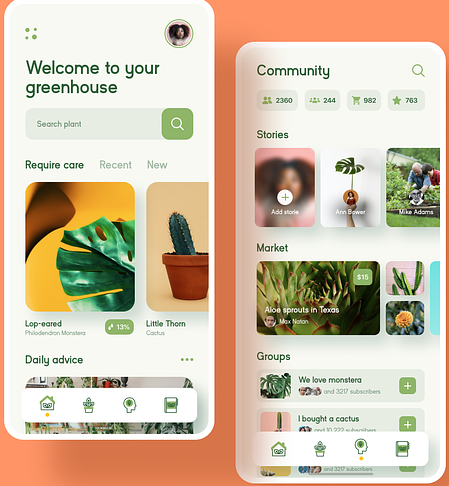 Welcome to your
greenhouse
Search plant
Require care Recent New
Lop-eared
Philodendron Monstera
13%
Little Thorn
Cactus
Daily advice
Community
2360 244 982 763
Stories
Add storie
Ann Bower
Mike Adams
Market
$15
Aloe sprouts in Texas
Max Natan
Groups
We love monstera
and 3217 subscribers
I bought a cactus
and 10 222 subscribers
and 3217 subscribers